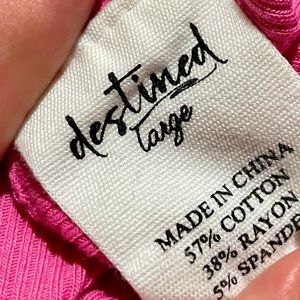 destined
large
MADE IN CHINA
57% COTTON
38% RAYON
5% SPANDE